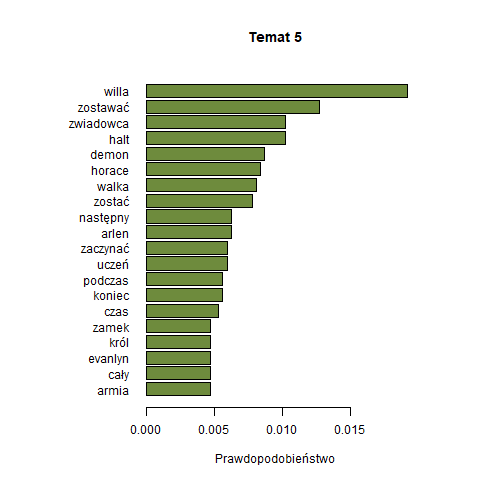 Temat 5
willa
zostawać
zwiadowca
halt
demon
horace
walka
zostać
następny
arlen
zaczynać
uczeń
podczas
koniec
czas
zamek
król
evanlyn
cały
armia
0.000 0.005 0.010 0.015
Prawdopodobieństwo